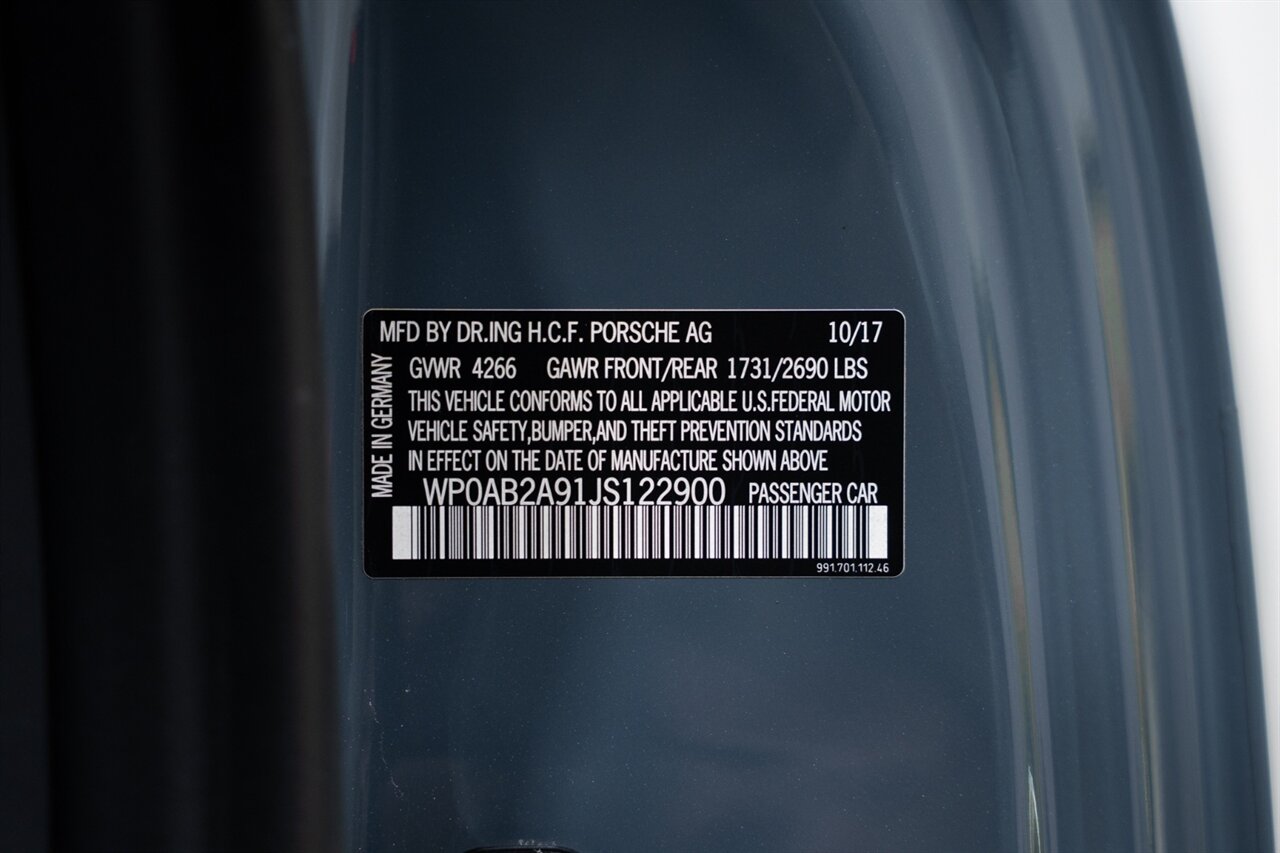 MFD BY DR.ING H.C.F. PORSCHE AG 10/17
GVWR 4266 GAWR FRONT/REAR 1731/2690 LBS
THIS VEHICLE CONFORMS TO ALL APPLICABLE U.S.FEDERAL MOTOR
VEHICLE SAFETY,BUMPER,AND THEFT PREVENTION STANDARDS
IN EFFECT ON THE DATE OF MANUFACTURE SHOWN ABOVE
MADE IN GERMANY
WP0AB2A91JS122900 PASSENGER CAR
991.701.112.46